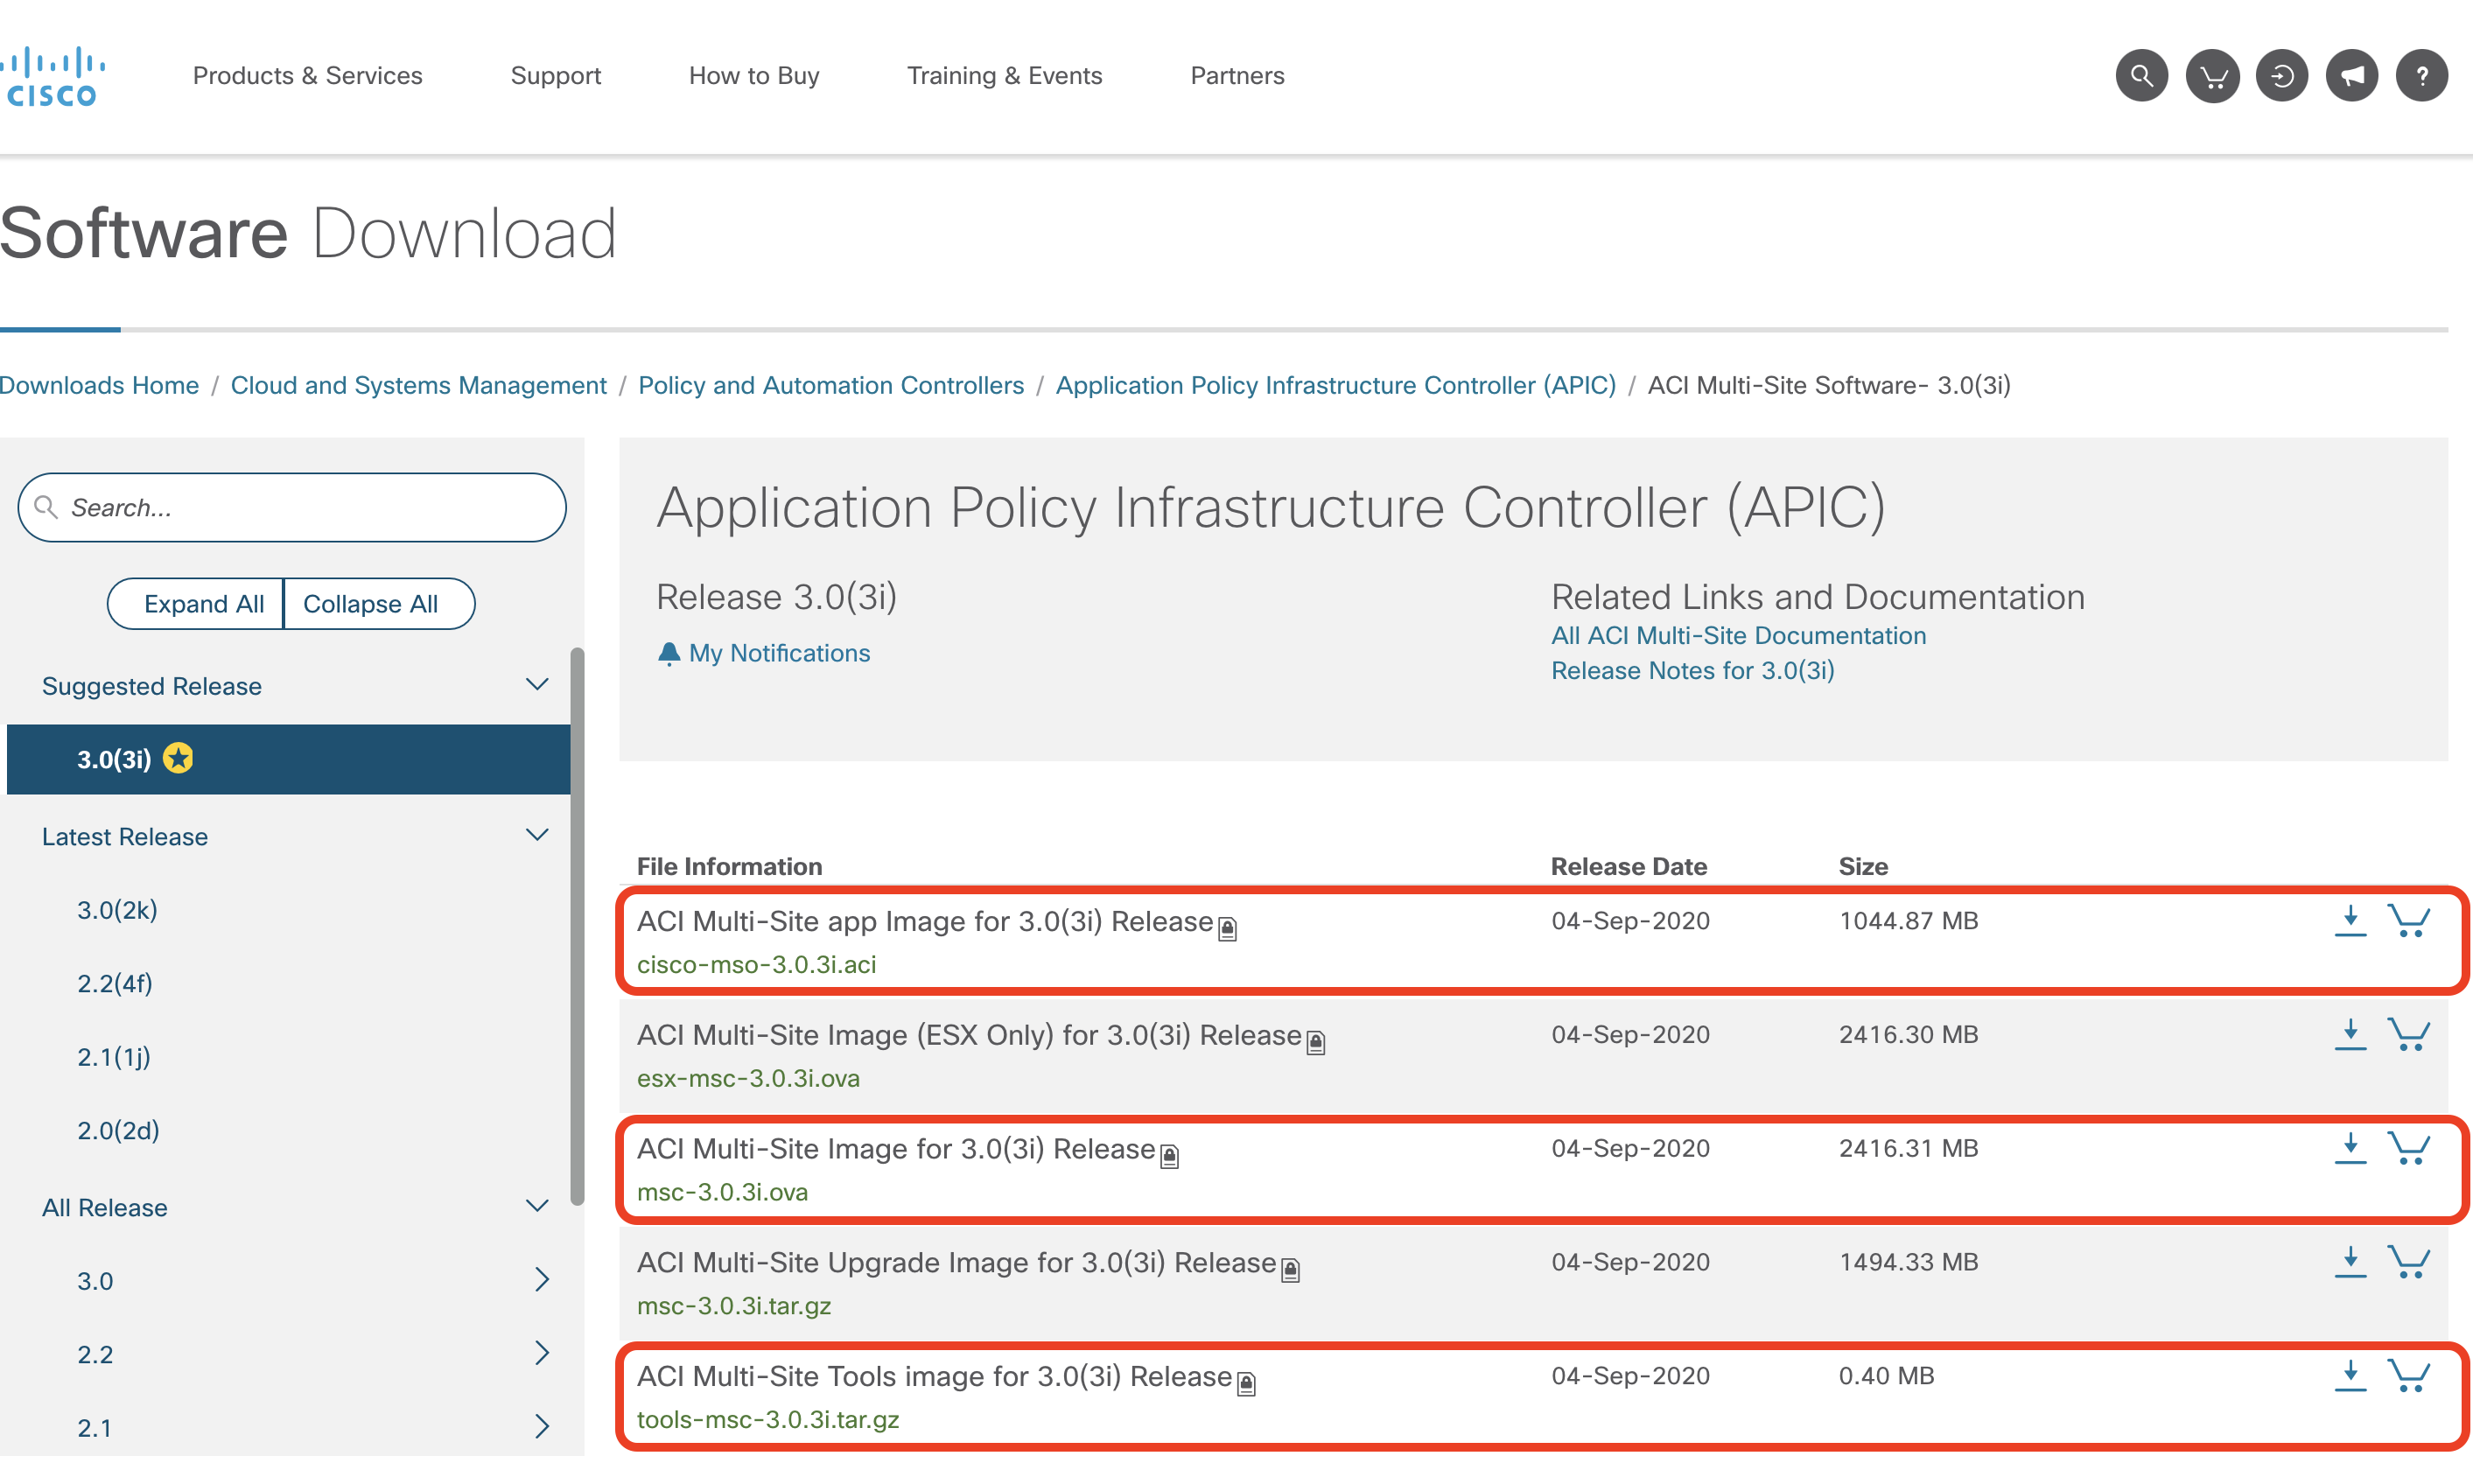 CISCO
Products & Services
Support
How to Buy
Training & Events
Partners
?
Software Download
Downloads Home / Cloud and Systems Management / Policy and Automation Controllers / Application Policy Infrastructure Controller (APIC) / ACI Multi-Site Software- 3.0(3i)
Search...
Expand All
Collapse All
Suggested Release
3.0(3i)
Latest Release
3.0(2k)
2.2(4f)
2.1(1j)
2.0(2d)
All Release
3.0
2.2
2.1
Application Policy Infrastructure Controller (APIC)
Release 3.0(3i)
My Notifications
Related Links and Documentation
All ACI Multi-Site Documentation
Release Notes for 3.0(3i)
File Information Release Date Size
ACI Multi-Site app Image for 3.0(3i) Release 04-Sep-2020 1044.87 MB
cisco-mso-3.0.3i.aci
ACI Multi-Site Image (ESX Only) for 3.0(3i) Release 04-Sep-2020 2416.30 MB
esx-msc-3.0.3i.ova
ACI Multi-Site Image for 3.0(3i) Release 04-Sep-2020 2416.31 MB
msc-3.0.3i.ova
ACI Multi-Site Upgrade Image for 3.0(3i) Release 04-Sep-2020 1494.33 MB
msc-3.0.3i.tar.gz
ACI Multi-Site Tools image for 3.0(3i) Release 04-Sep-2020 0.40 MB
tools-msc-3.0.3i.tar.gz